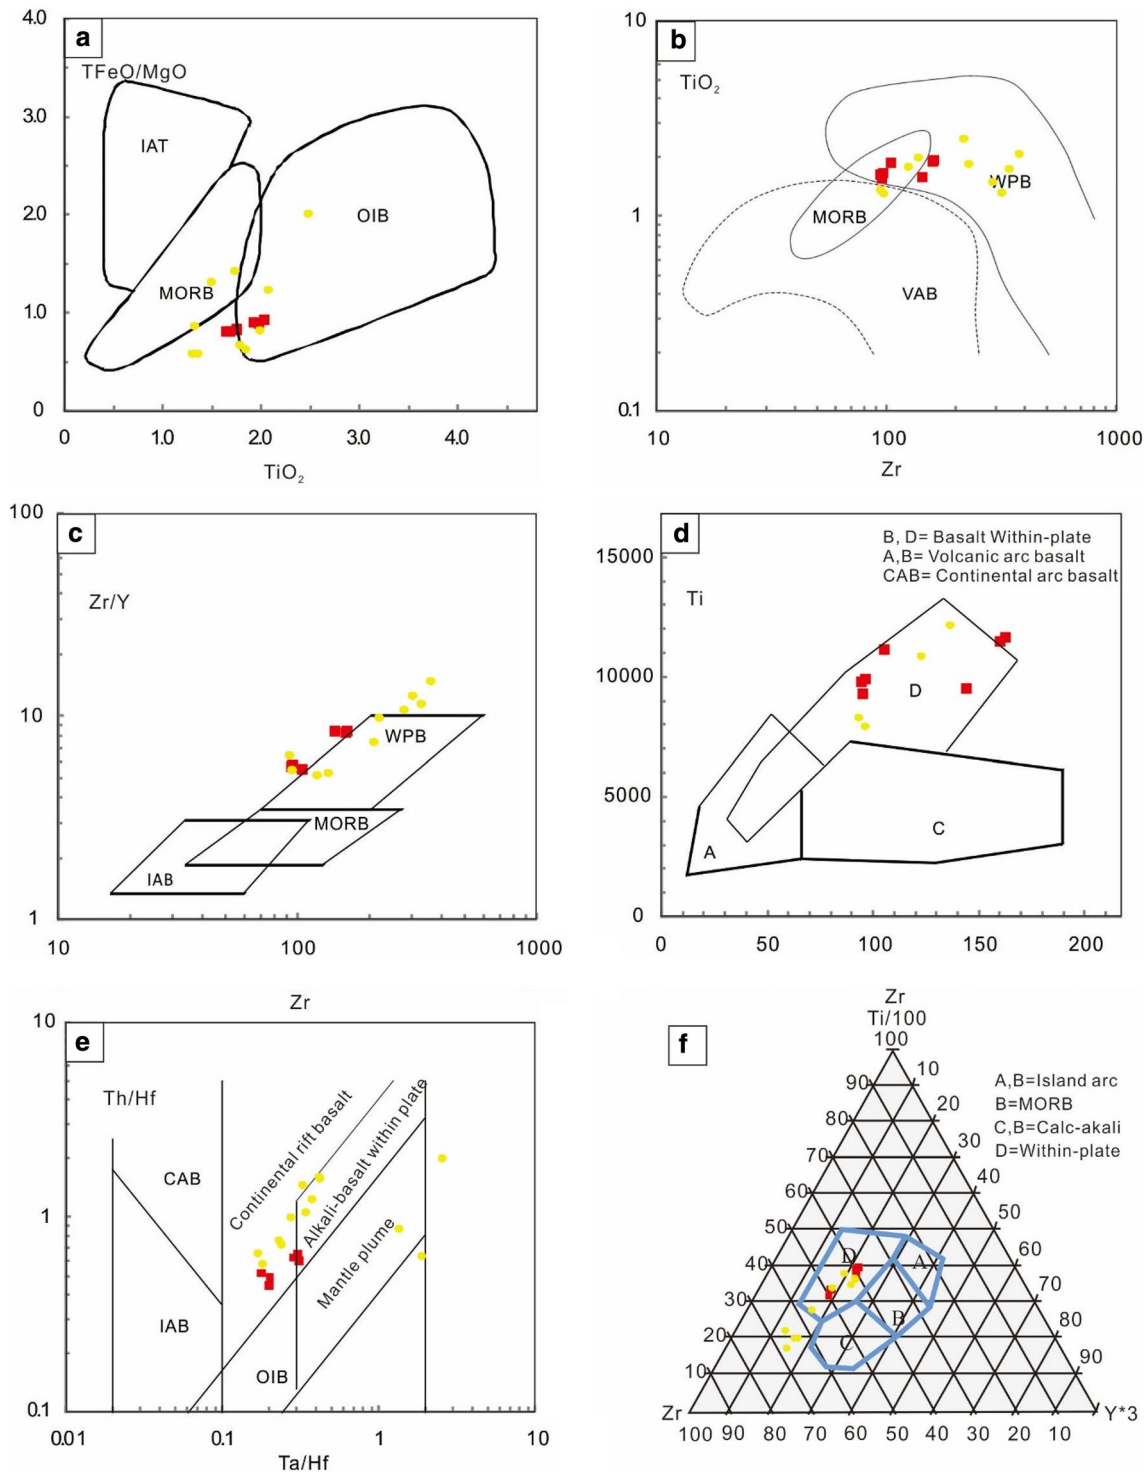 a
4.0
TFeO/MgO
3.0
IAT
2.0
OIB
MORB
1.0
0
0 1.0 2.0 3.0 4.0
TiO₂
b
10
TiO₂
WPB
1
MORB
VAB
0.1
10 100 1000
Zr
c
100
Zr/Y
10
WPB
MORB
IAB
1
10 100 1000
Zr
d
B, D= Basalt Within-plate
A,B= Volcanic arc basalt
CAB= Continental arc basalt
15000
Ti
10000
D
5000
C
A
0
0 50 100 150 200
Zr
e
10
Th/Hf
Continental rift basalt
Alkali-basalt within plate
CAB
1
Mantle plume
IAB
OIB
0.1
0.01 0.1 1 10
Ta/Hf
f
Ti/100
100
A,B=Island arc
B=MORB
C,B=Calc-akali
D=Within-plate
90 10
80 20
70 30
60 40
50 50
40 D A 60
30 70
B
20 C 80
10 90
Zr Y*3
100 90 80 70 60 50 40 30 20 10